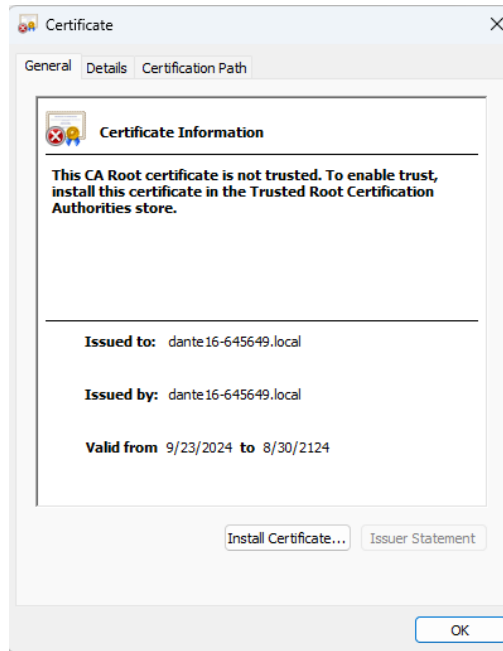 Certificate
General Details Certification Path
Certificate Information
This CA Root certificate is not trusted. To enable trust,
install this certificate in the Trusted Root Certification
Authorities store.
Issued to: dante16-645649.local
Issued by: dante16-645649.local
Valid from 9/23/2024 to 8/30/2124
Install Certificate... Issuer Statement
OK